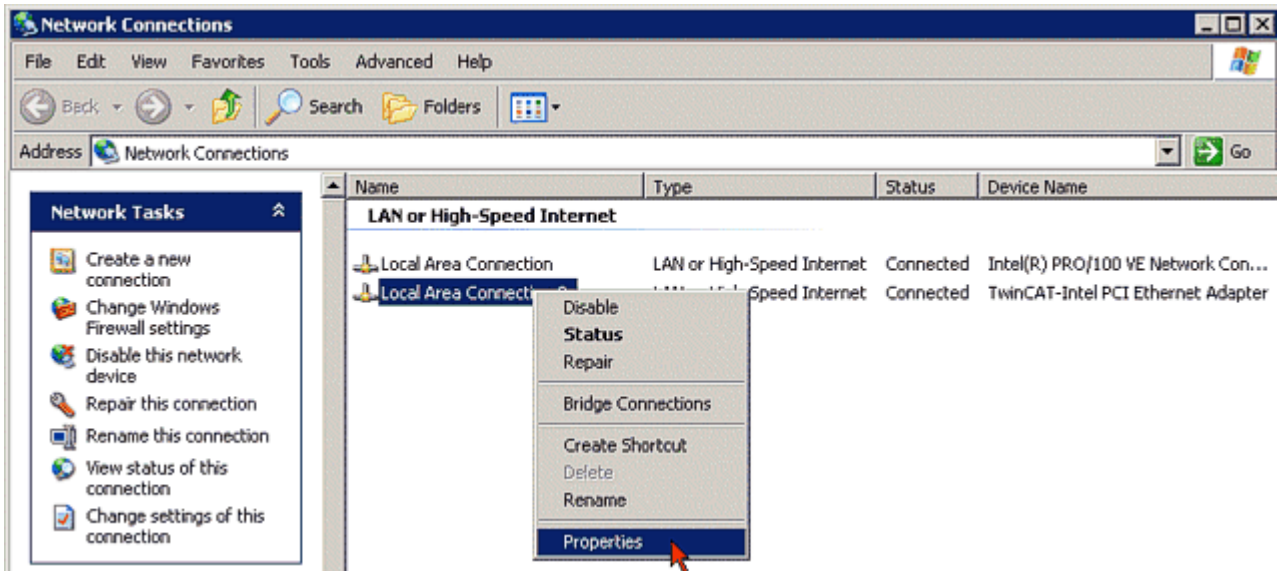 Network Connections
File Edit View Favorites Tools Advanced Help
Back Search Folders
Address Network Connections Go
Name Type Status Device Name
Network Tasks
LAN or High-Speed Internet
Create a new
connection
Change Windows
Firewall settings
Disable this network
device
Repair this connection
Rename this connection
View status of this
connection
Change settings of this
connection
Local Area Connection LAN or High-Speed Internet Connected Intel(R) PRO/100 VE Network Con...
Local Area Connecti Speed Internet Connected TwinCAT-Intel PCI Ethernet Adapter
Disable
Status
Repair
Bridge Connections
Create Shortcut
Delete
Rename
Properties